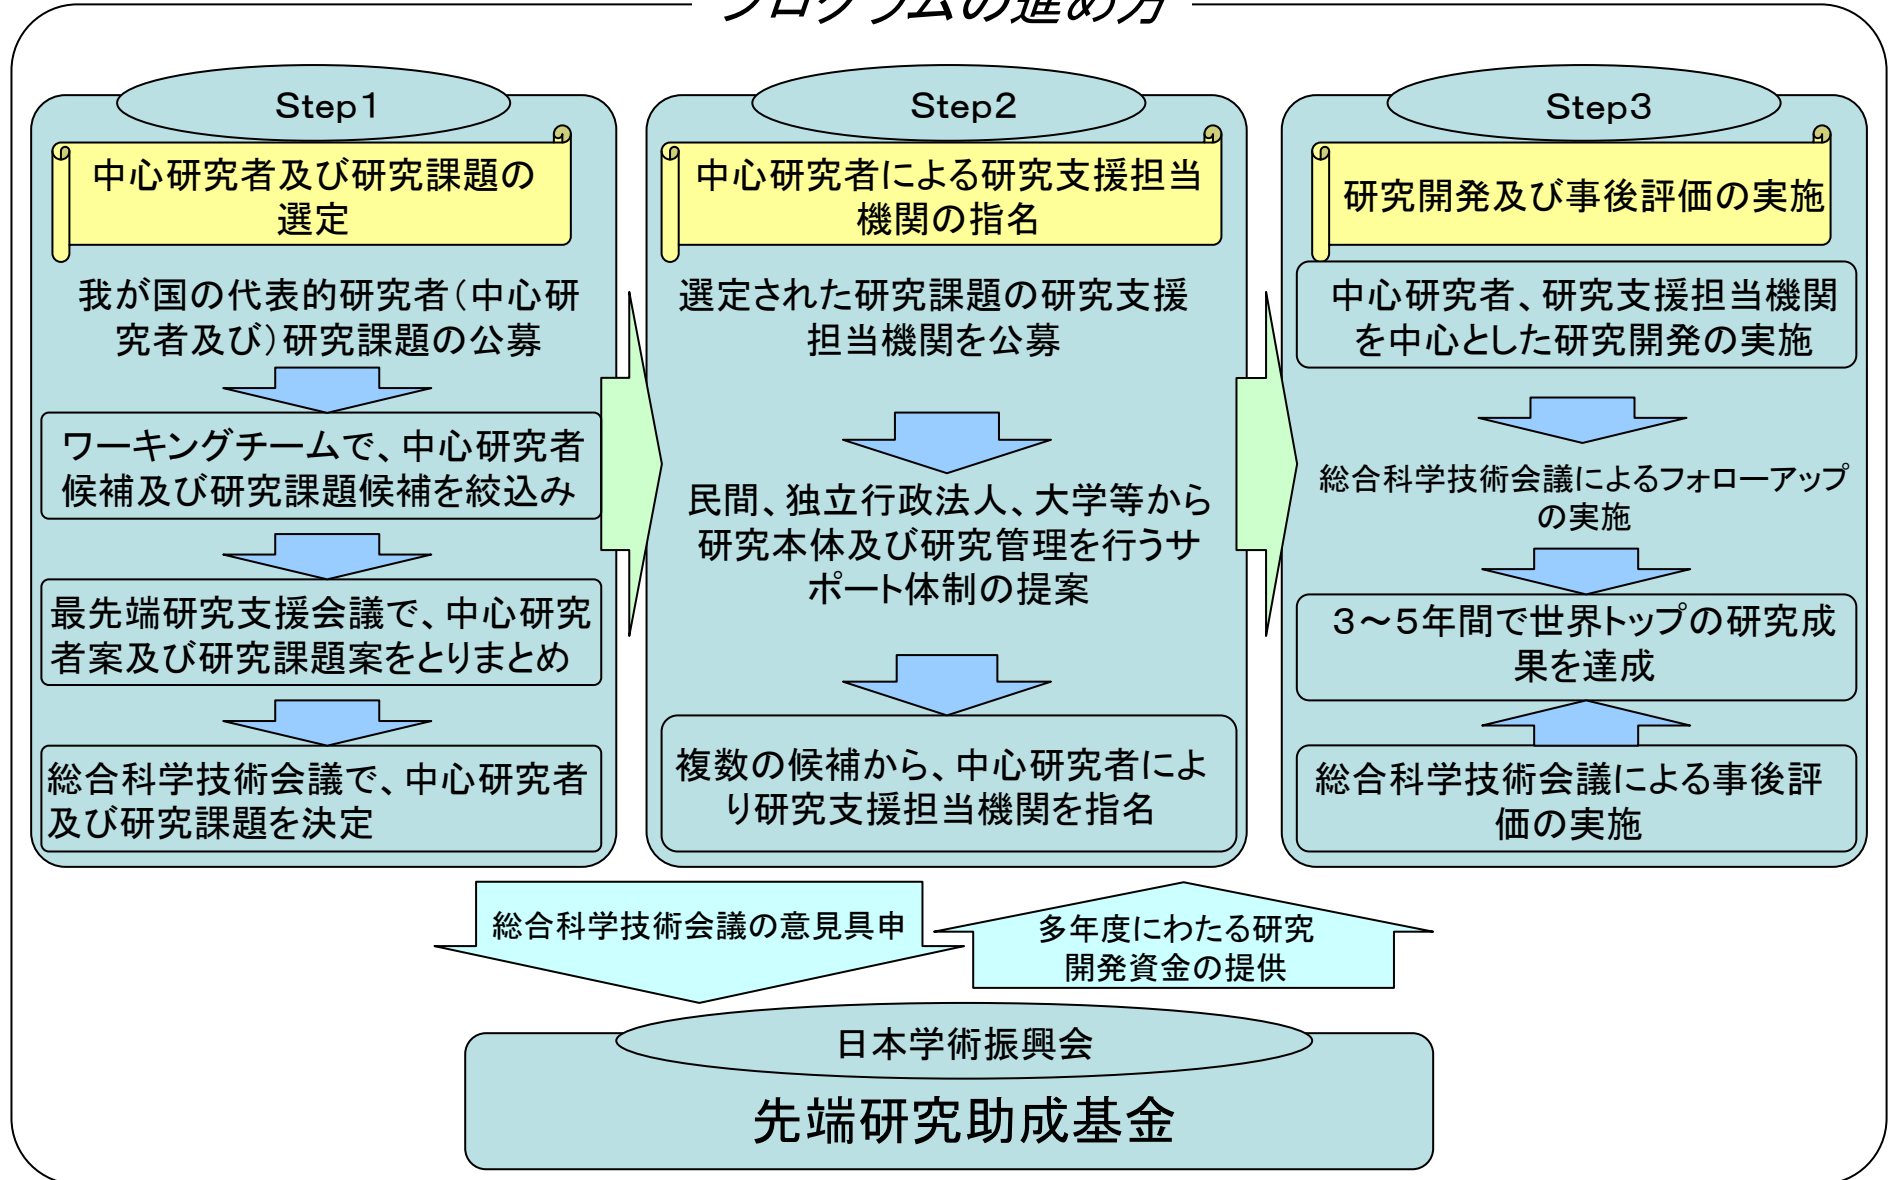 プログラムの進め方
Step1
中心研究者及び研究課題の
選定
我が国の代表的研究者(中心研
究者及び)研究課題の公募
ワーキングチームで、中心研究者
候補及び研究課題候補を絞込み
最先端研究支援会議で、中心研究
者案及び研究課題案をとりまとめ
総合科学技術会議で、中心研究者
及び研究課題を決定
Step2
中心研究者による研究支援担当
機関の指名
選定された研究課題の研究支援
担当機関を公募
民間、独立行政法人、大学等から
研究本体及び研究管理を行うサ
ポート体制の提案
複数の候補から、中心研究者によ
り研究支援担当機関を指名
Step3
研究開発及び事後評価の実施
中心研究者、研究支援担当機関
を中心とした研究開発の実施
総合科学技術会議によるフォローアップ
の実施
3~5年間で世界トップの研究成
果を達成
総合科学技術会議による事後評
価の実施
総合科学技術会議の意見具申
多年度にわたる研究
開発資金の提供
日本学術振興会
先端研究助成基金